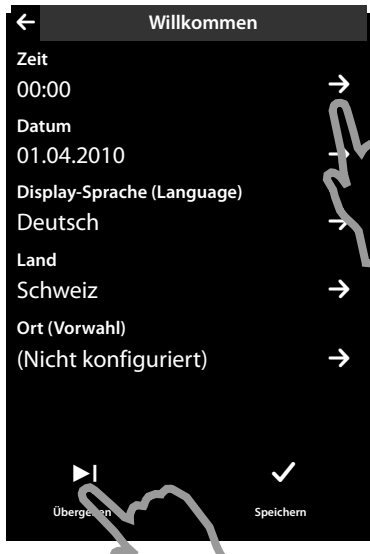 Willkommen
Zeit
00:00
Datum
01.04.2010
Display-Sprache (Language)
Deutsch
Land
Schweiz
Ort (Vorwahl)
(Nicht konfiguriert)
Übergehen
Speichern